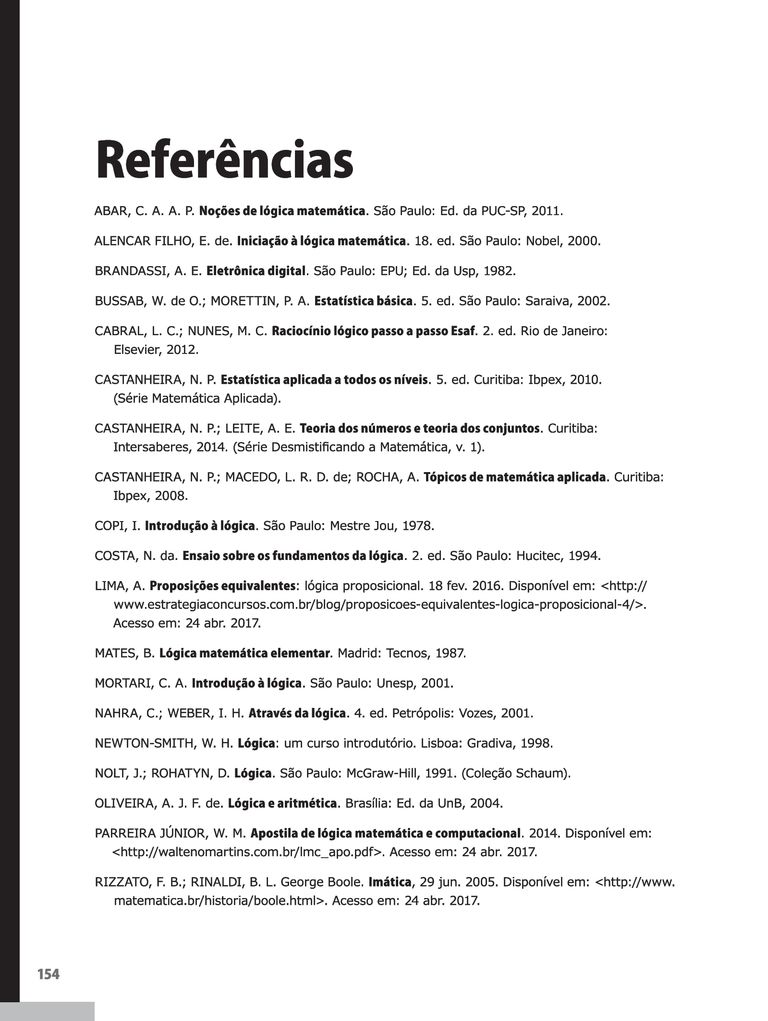 Referências
ABAR, C. A. A. P. Noções de lógica matemática. São Paulo: Ed. da PUC-SP, 2011.
ALENCAR FILHO, E. de. Iniciação à lógica matemática. 18. ed. São Paulo: Nobel, 2000.
BRANDASSI, A. E. Eletrônica digital. São Paulo: EPU; Ed. da Usp, 1982.
BUSSAB, W. de O.; MORETTIN, P. A. Estatística básica. 5. ed. São Paulo: Saraiva, 2002.
CABRAL, L. C.; NUNES, M. C. Raciocínio lógico passo a passo Esaf. 2. ed. Rio de Janeiro:
Elsevier, 2012.
CASTANHEIRA, N. P. Estatística aplicada a todos os níveis. 5. ed. Curitiba: Ibpex, 2010.
(Série Matemática Aplicada).
CASTANHEIRA, N. P.; LEITE, A. E. Teoria dos números e teoria dos conjuntos. Curitiba:
Intersaberes, 2014. (Série Desmistificando a Matemática, v. 1).
CASTANHEIRA, N. P.; MACEDO, L. R. D. de; ROCHA, A. Tópicos de matemática aplicada. Curitiba:
Ibpex, 2008.
COPI, I. Introdução à lógica. São Paulo: Mestre Jou, 1978.
COSTA, N. da. Ensaio sobre os fundamentos da lógica. 2. ed. São Paulo: Hucitec, 1994.
LIMA, A. Proposições equivalentes: lógica proposicional. 18 fev. 2016. Disponível em: <http://
www.estrategiaconcursos.com.br/blog/proposicoes-equivalentes-logica-proposicional-4/>.
Acesso em: 24 abr. 2017.
MATES, B. Lógica matemática elementar. Madrid: Tecnos, 1987.
MORTARI, C. A. Introdução à lógica. São Paulo: Unesp, 2001.
NAHRA, C.; WEBER, I. H. Através da lógica. 4. ed. Petrópolis: Vozes, 2001.
NEWTON-SMITH, W. H. Lógica: um curso introdutório. Lisboa: Gradiva, 1998.
NOLT, J.; ROHATYN, D. Lógica. São Paulo: McGraw-Hill, 1991. (Coleção Schaum).
OLIVEIRA, A. J. F. de. Lógica e aritmética. Brasília: Ed. da UnB, 2004.
PARREIRA JÚNIOR, W. M. Apostila de lógica matemática e computacional. 2014. Disponível em:
<http://waltenomartins.com.br/lmc_apo.pdf>. Acesso em: 24 abr. 2017.
RIZZATO, F. B.; RINALDI, B. L. George Boole. Imática, 29 jun. 2005. Disponível em: <http://www.
matematica.br/historia/boole.html>. Acesso em: 24 abr. 2017.
154